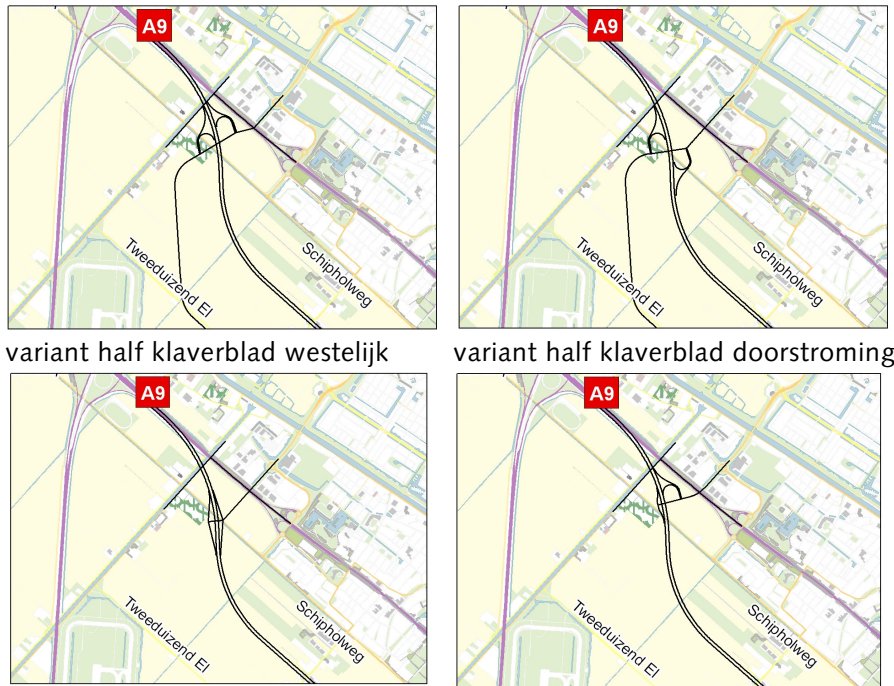 A9
Tweeduizend El
Schipholweg
A9
Tweeduizend El
Schipholweg
variant half klaverblad westelijk
variant half klaverblad doorstroming
A9
Tweeduizend El
Schipholweg
A9
Tweeduizend El
Schipholweg